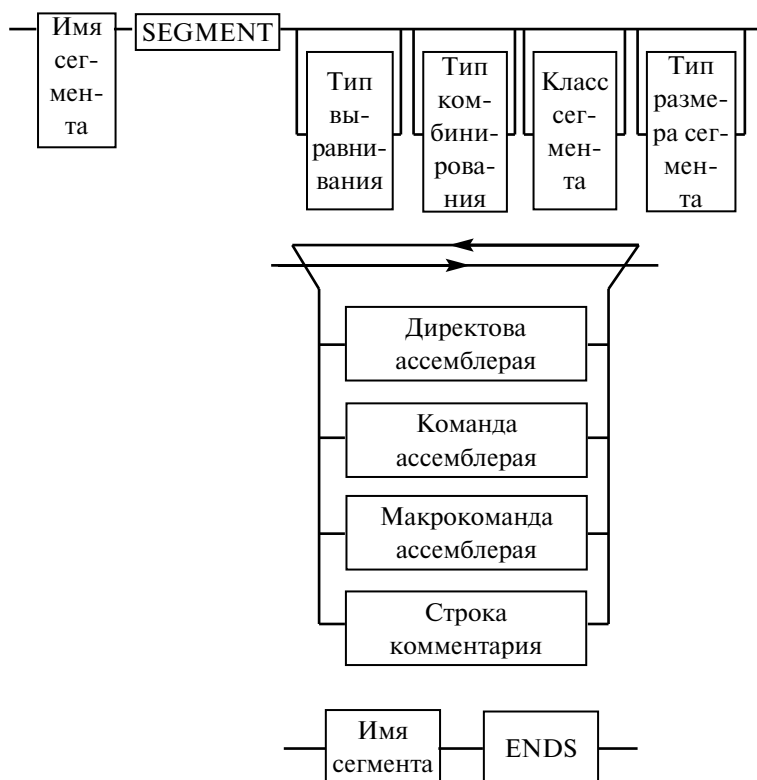 Имя
сег-
мен-
та
SEGMENT
Тип
вы-
равни-
вания
Тип
ком-
бини-
рова-
ния
Класс
сег-
мен-
та
Тип
разме-
ра сег-
мен-
та
Директова
ассемблерая
Команда
ассемблерая
Макрокоманда
ассемблерая
Строка
комментария
Имя
сегмента
ENDS